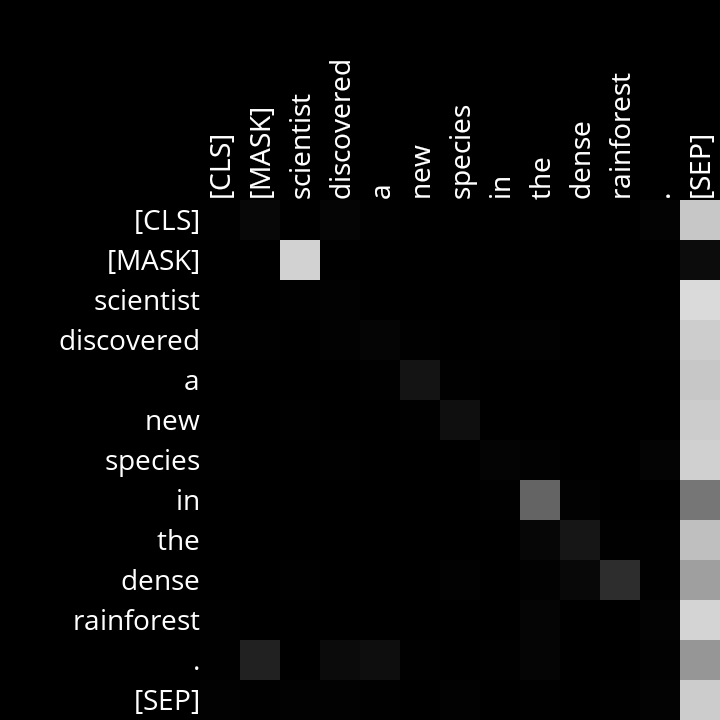 [CLS] [MASK] scientist discovered a new species in the dense rainforest . [SEP]
[CLS]
[MASK]
scientist
discovered
a
new
species
in
the
dense
rainforest
.
[SEP]